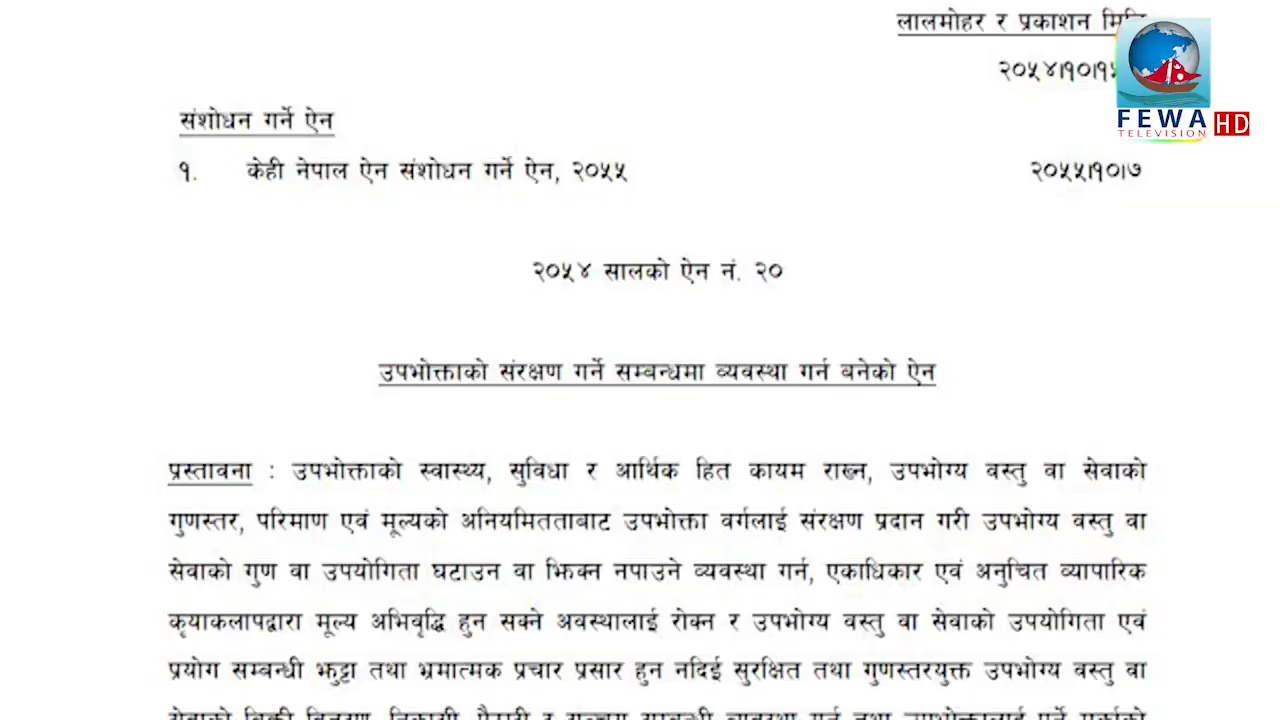 लालमोहर र प्रकाशन
२०५४।१०।
FEWA
TELEVISION
HD
संशोधन गर्ने ऐन
१. केही नेपाल ऐन संशोधन गर्ने ऐन, २०५५ २०५५।१०।७
२०५४ सालको ऐन नं. २०
उपभोक्ताको संरक्षण गर्ने सम्बन्धमा व्यवस्था गर्न बनेको ऐन
प्रस्तावना : उपभोक्ताको स्वास्थ्य, सुविधा र आर्थिक हित कायम राख्न, उपभोग्य वस्तु वा सेवाको
गुणस्तर, परिमाण एवं मूल्यको अनियमितताबाट उपभोक्ता वर्गलाई संरक्षण प्रदान गरी उपभोग्य वस्तु वा
सेवाको गुण वा उपयोगिता घटाउन वा झिक्न नपाउने व्यवस्था गर्न, एकाधिकार एवं अनुचित व्यापारिक
कृयाकलापद्वारा मूल्य अभिवृद्धि हुन सक्ने अवस्थालाई रोक्न र उपभोग्य वस्तु वा सेवाको उपयोगिता एवं
प्रयोग सम्बन्धी झुट्टा तथा भ्रमात्मक प्रचार प्रसार हुन नदिई सुरक्षित तथा गुणस्तरयुक्त उपभोग्य वस्तु वा